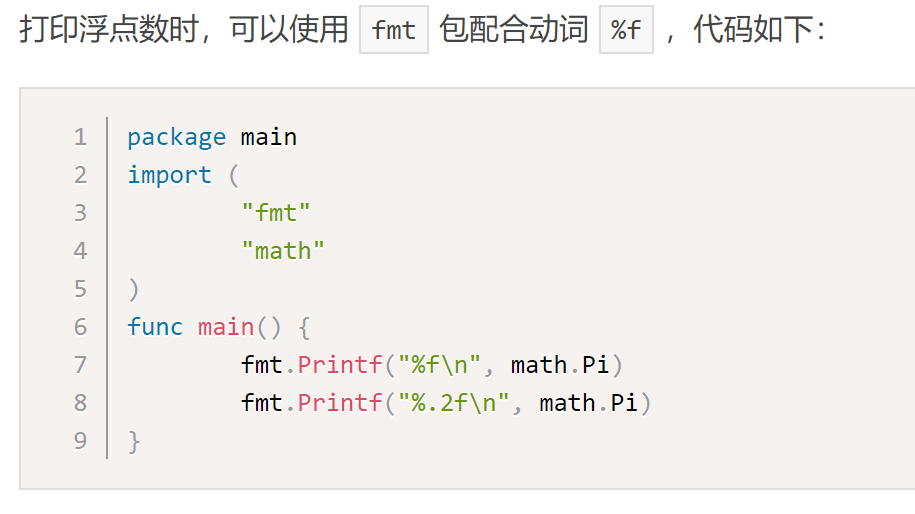 打印浮点数时，可以使用 fmt 包配合动词 %f ，代码如下：
1 package main
2 import (
3 "fmt"
4 "math"
5 )
6 func main() {
7 fmt.Printf("%f\n", math.Pi)
8 fmt.Printf("%.2f\n", math.Pi)
9 }